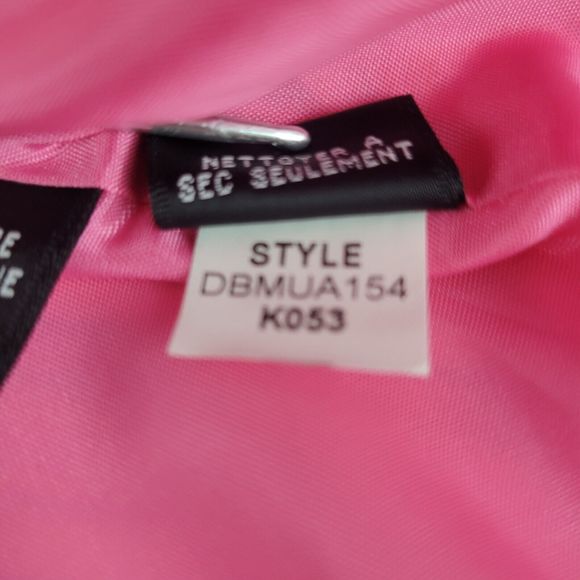 NETTOYER A
SEC SEULEMENT
STYLE
DBMUA154
K053